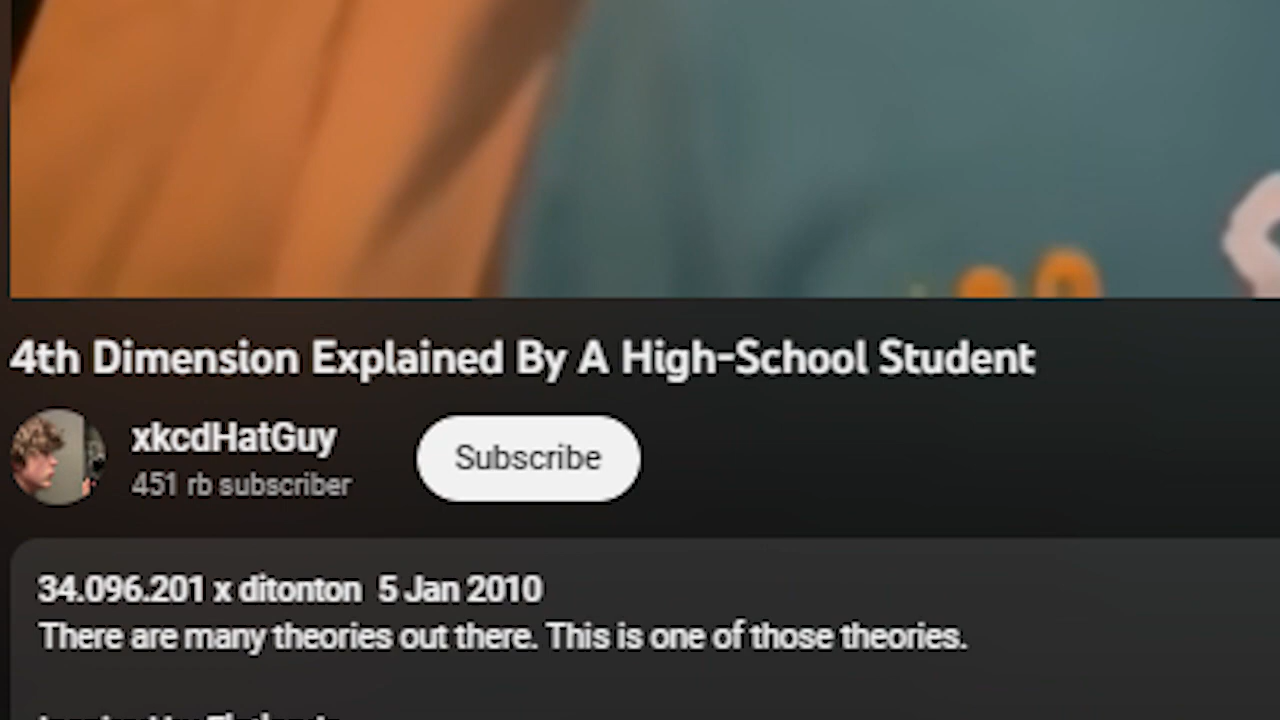 4th Dimension Explained By A High-School Student
xkcdHatGuy
451 rb subscriber
Subscribe
34.096.201 x ditonton 5 Jan 2010
There are many theories out there. This is one of those theories.